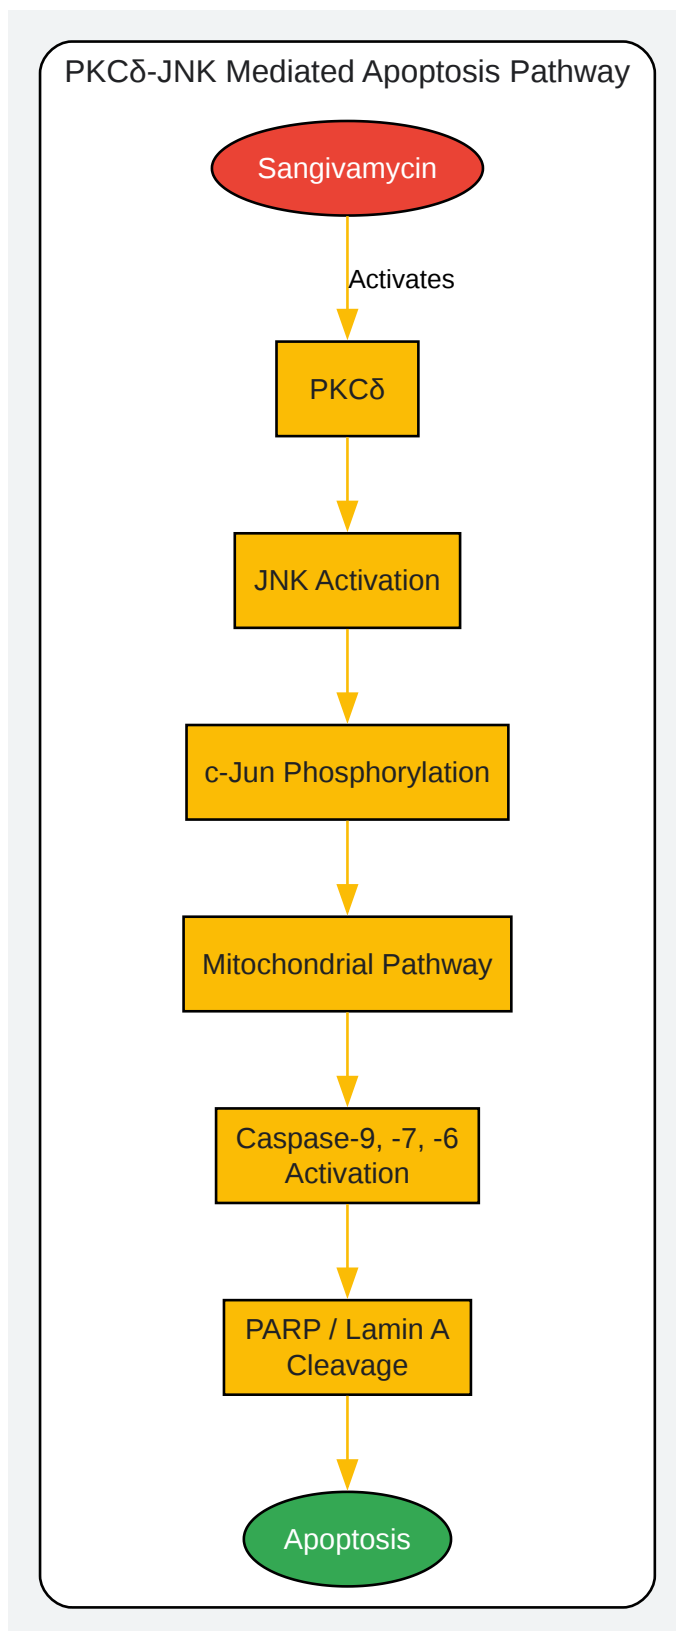 PKCδ-JNK Mediated Apoptosis Pathway
Sangivamycin
Activates
PKCδ
JNK Activation
c-Jun Phosphorylation
Mitochondrial Pathway
Caspase-9, -7, -6
Activation
PARP / Lamin A
Cleavage
Apoptosis